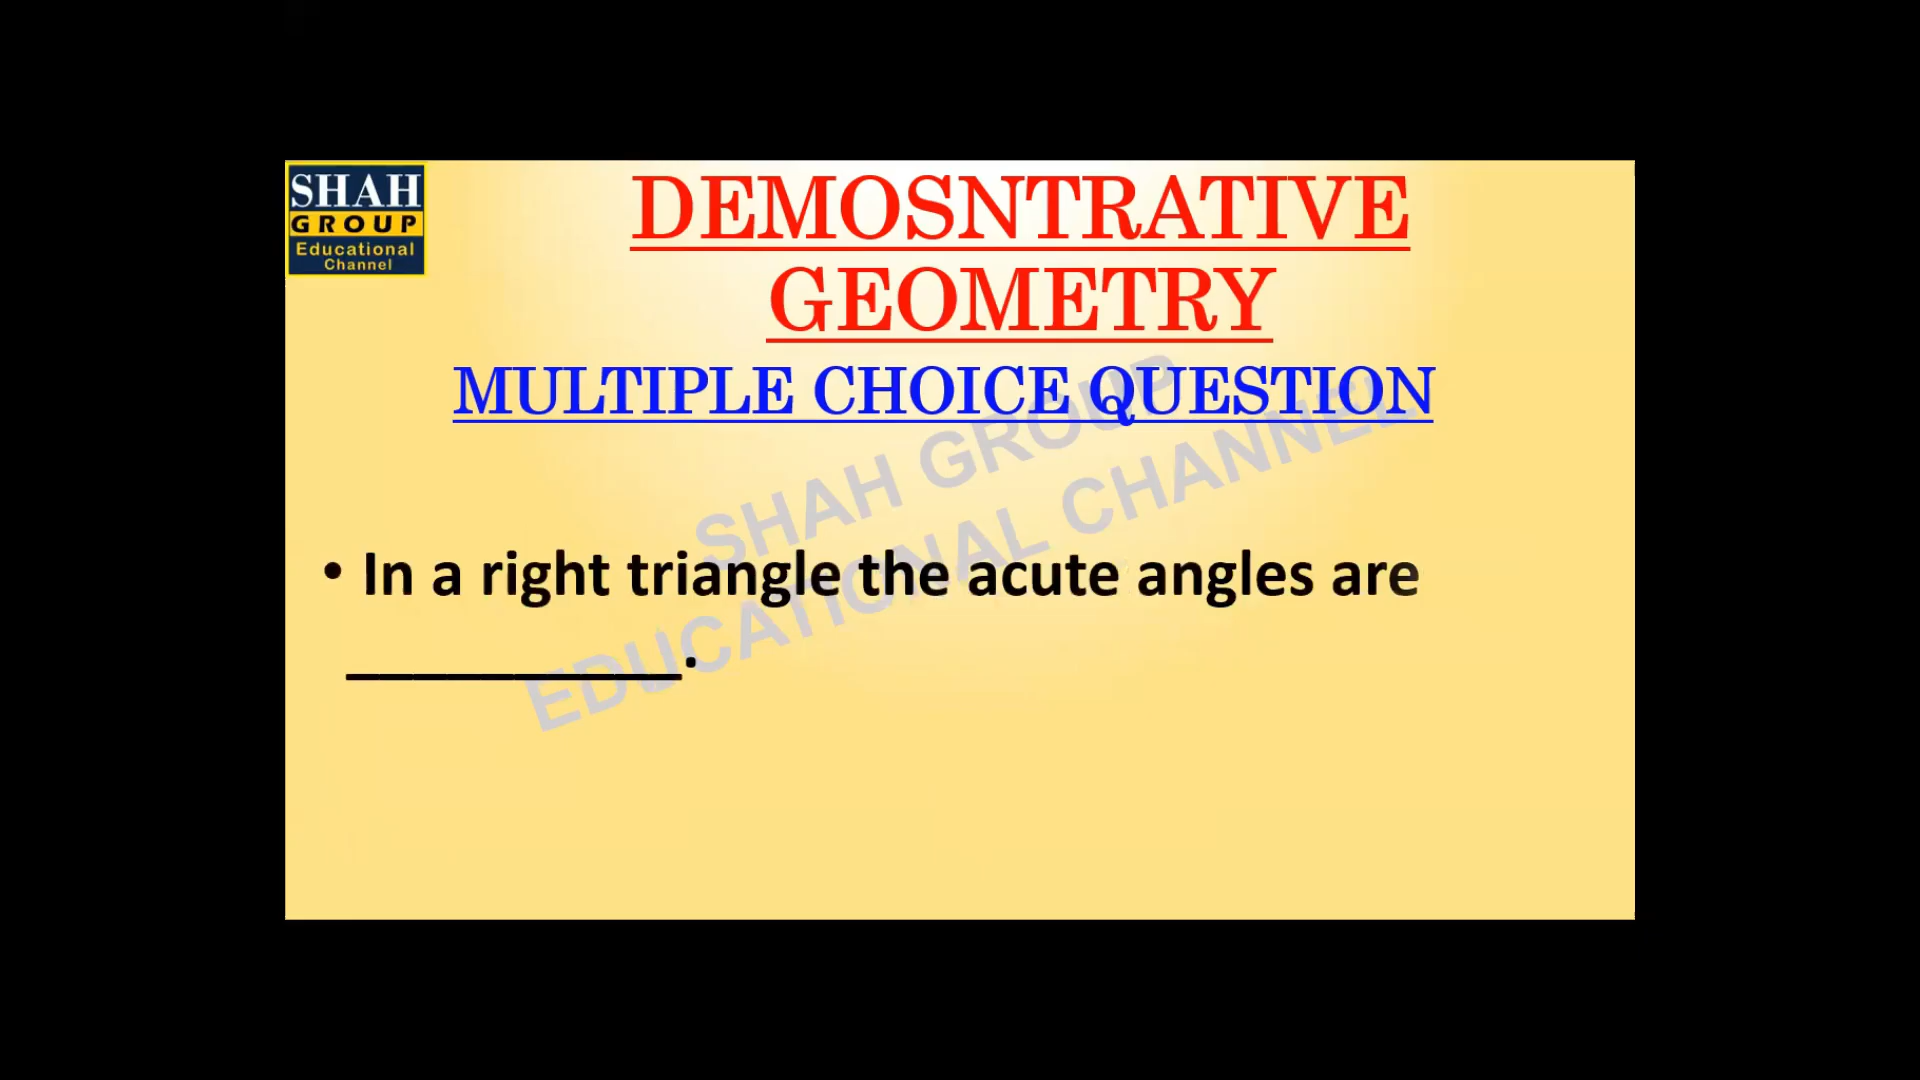 SHAH
GROUP
Educational
Channel
DEMOSNTRATIVE
GEOMETRY
MULTIPLE CHOICE QUESTION
SHAH GROUP
EDUCATIONAL CHANNEL
• In a right triangle the acute angles are
__________.